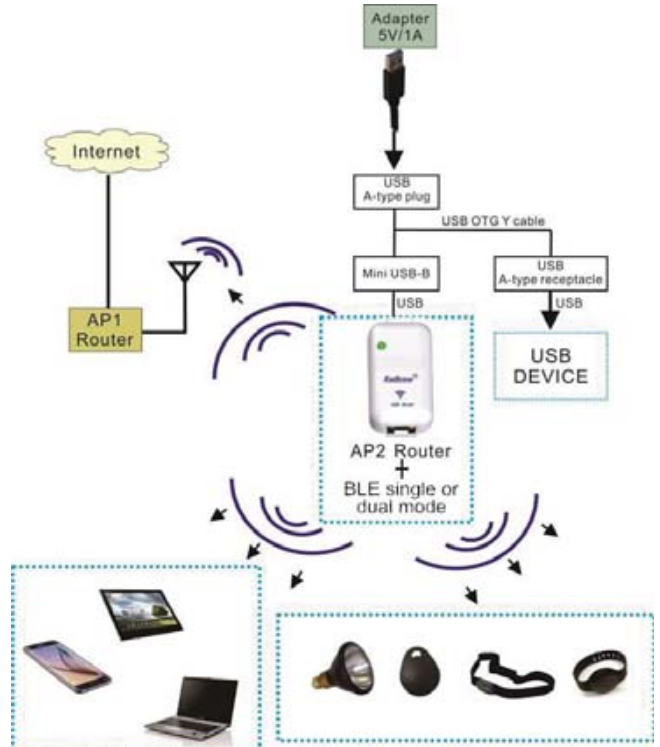 Adapter
5V/1A
Internet
USB
A-type plug
USB OTG Y cable
Mini USB-B
USB
A-type receptacle
USB
USB
AP1
Router
USB
DEVICE
AP2 Router
+
BLE single or
dual mode